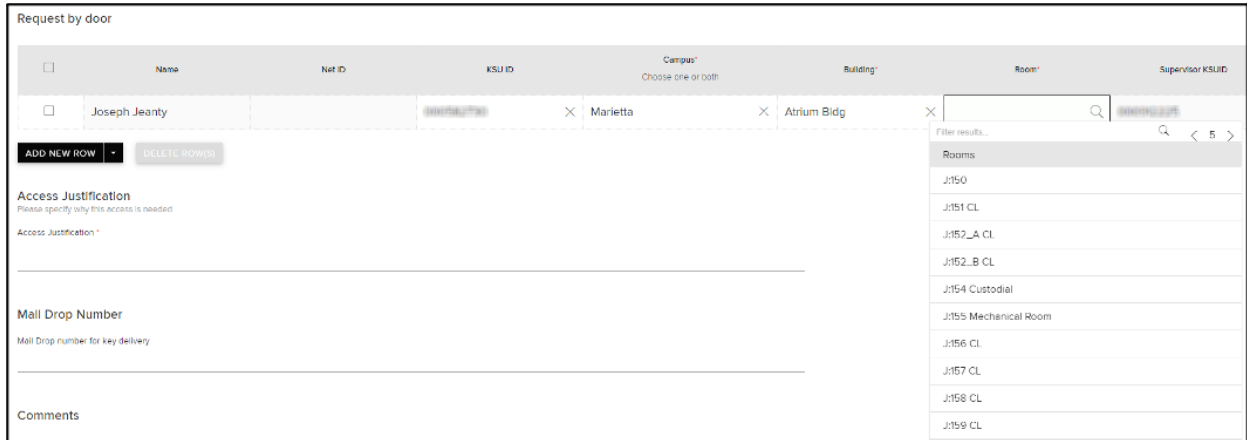 Request by door
Name Net ID KSU ID Campus* Building* Room* Supervisor KSUID
Choose one or both
Joseph Jeanty Marietta Atrium Bldg
Filter results...
5
ADD NEW ROW DELETE ROW(S)
Rooms
J:150
J:151 CL
J:152_A CL
J:152_B CL
J:154 Custodial
J:155 Mechanical Room
J:156 CL
J:157 CL
J:158 CL
J:159 CL
Access Justification
Please specify why this access is needed
Access Justification *
Mail Drop Number
Mail Drop number for key delivery
Comments